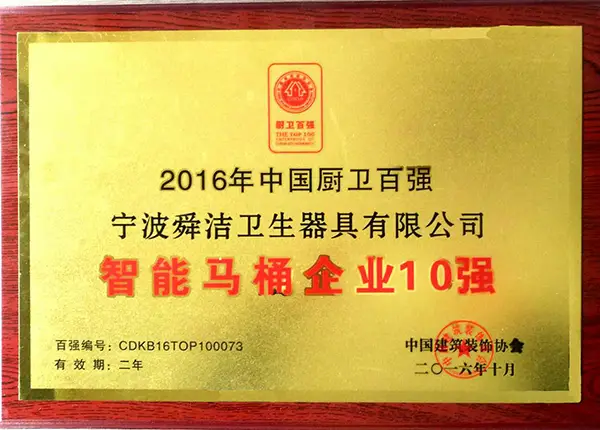 厨卫百强
THE TOP 100
2016年中国厨卫百强
宁波舜洁卫生器具有限公司
智能马桶企业10强
百强编号：CDKB16TOP100073
有效期：二年
中国建筑装饰协会
二〇一六年十月